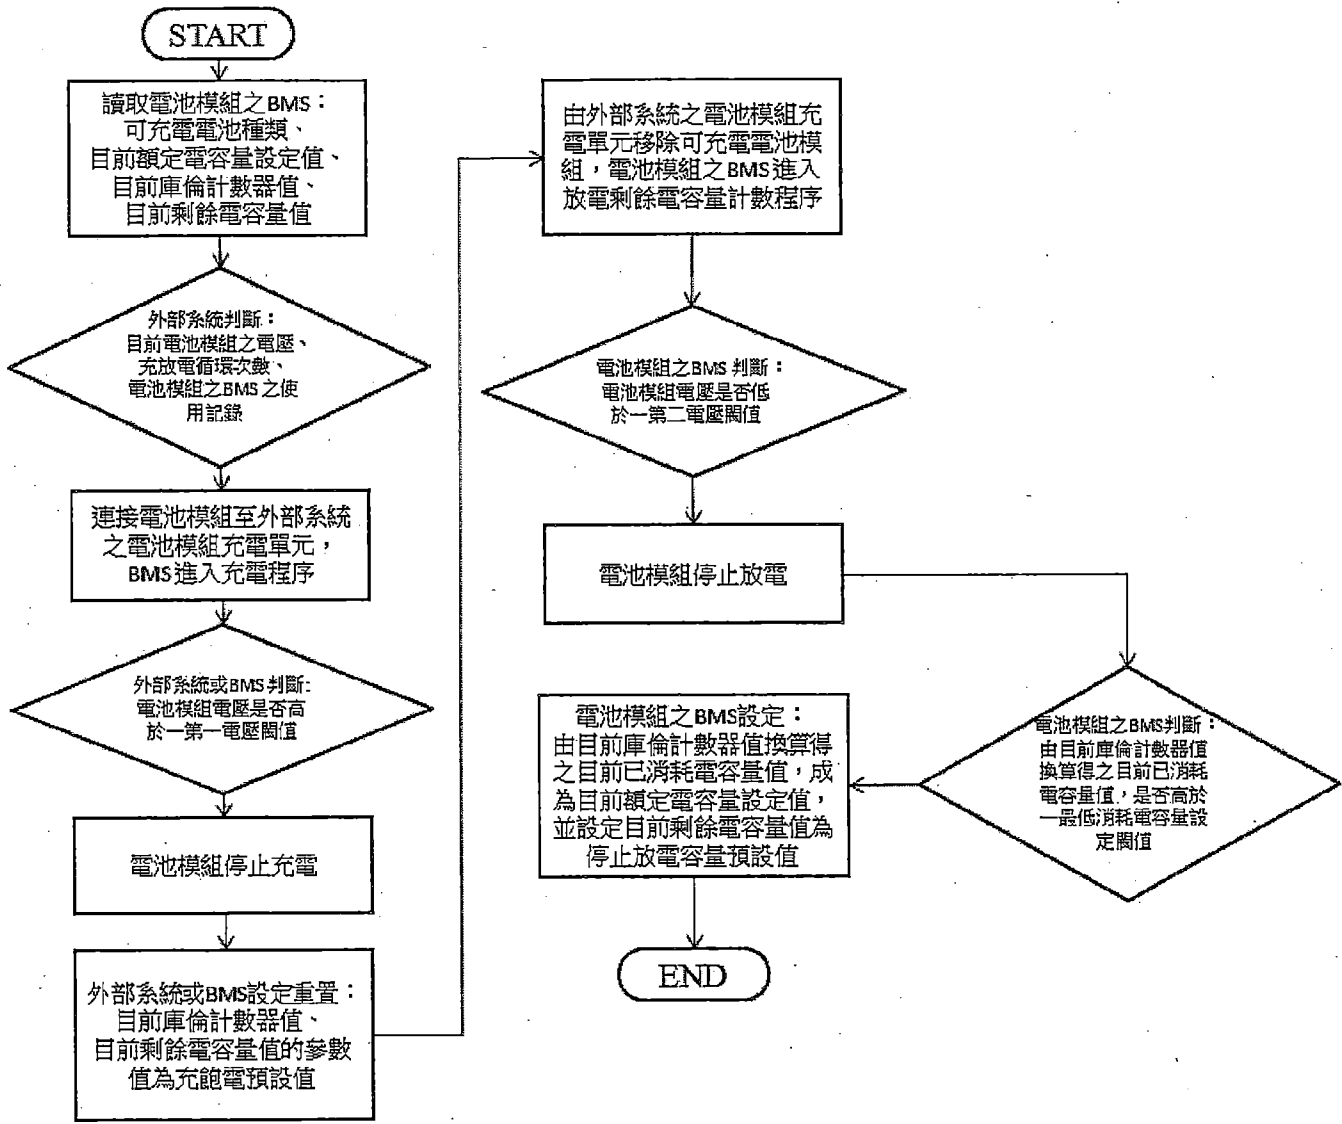 START
讀取電池模組之BMS：
可充電電池種類、
目前額定電容量設定值、
目前庫倫計數器值、
目前剩餘電容量值
外部系統判斷：
目前電池模組之電壓、
充放電循環次數、
電池模組之BMS之使
用記錄
連接電池模組至外部系統
之電池模組充電單元，
BMS進入充電程序
外部系統或BMS判斷:
電池模組電壓是否高
於一第一電壓閥值
電池模組停止充電
外部系統或BMS設定重置：
目前庫倫計數器值、
目前剩餘電容量值的參數
值為充飽電預設值
由外部系統之電池模組充
電單元移除可充電電池模
組，電池模組之BMS進入
放電剩餘電容量計數程序
電池模組之BMS 判斷：
電池模組電壓是否低
於一第二電壓閥值
電池模組停止放電
電池模組之BMS判斷：
由目前庫倫計數器值
換算得之目前已消耗
電容量值，是否高於
一最低消耗電容量設
定閥值
電池模組之BMS設定：
由目前庫倫計數器值換算得
之目前已消耗電容量值，成
為目前額定電容量設定值，
並設定目前剩餘電容量值為
停止放電容量預設值
END